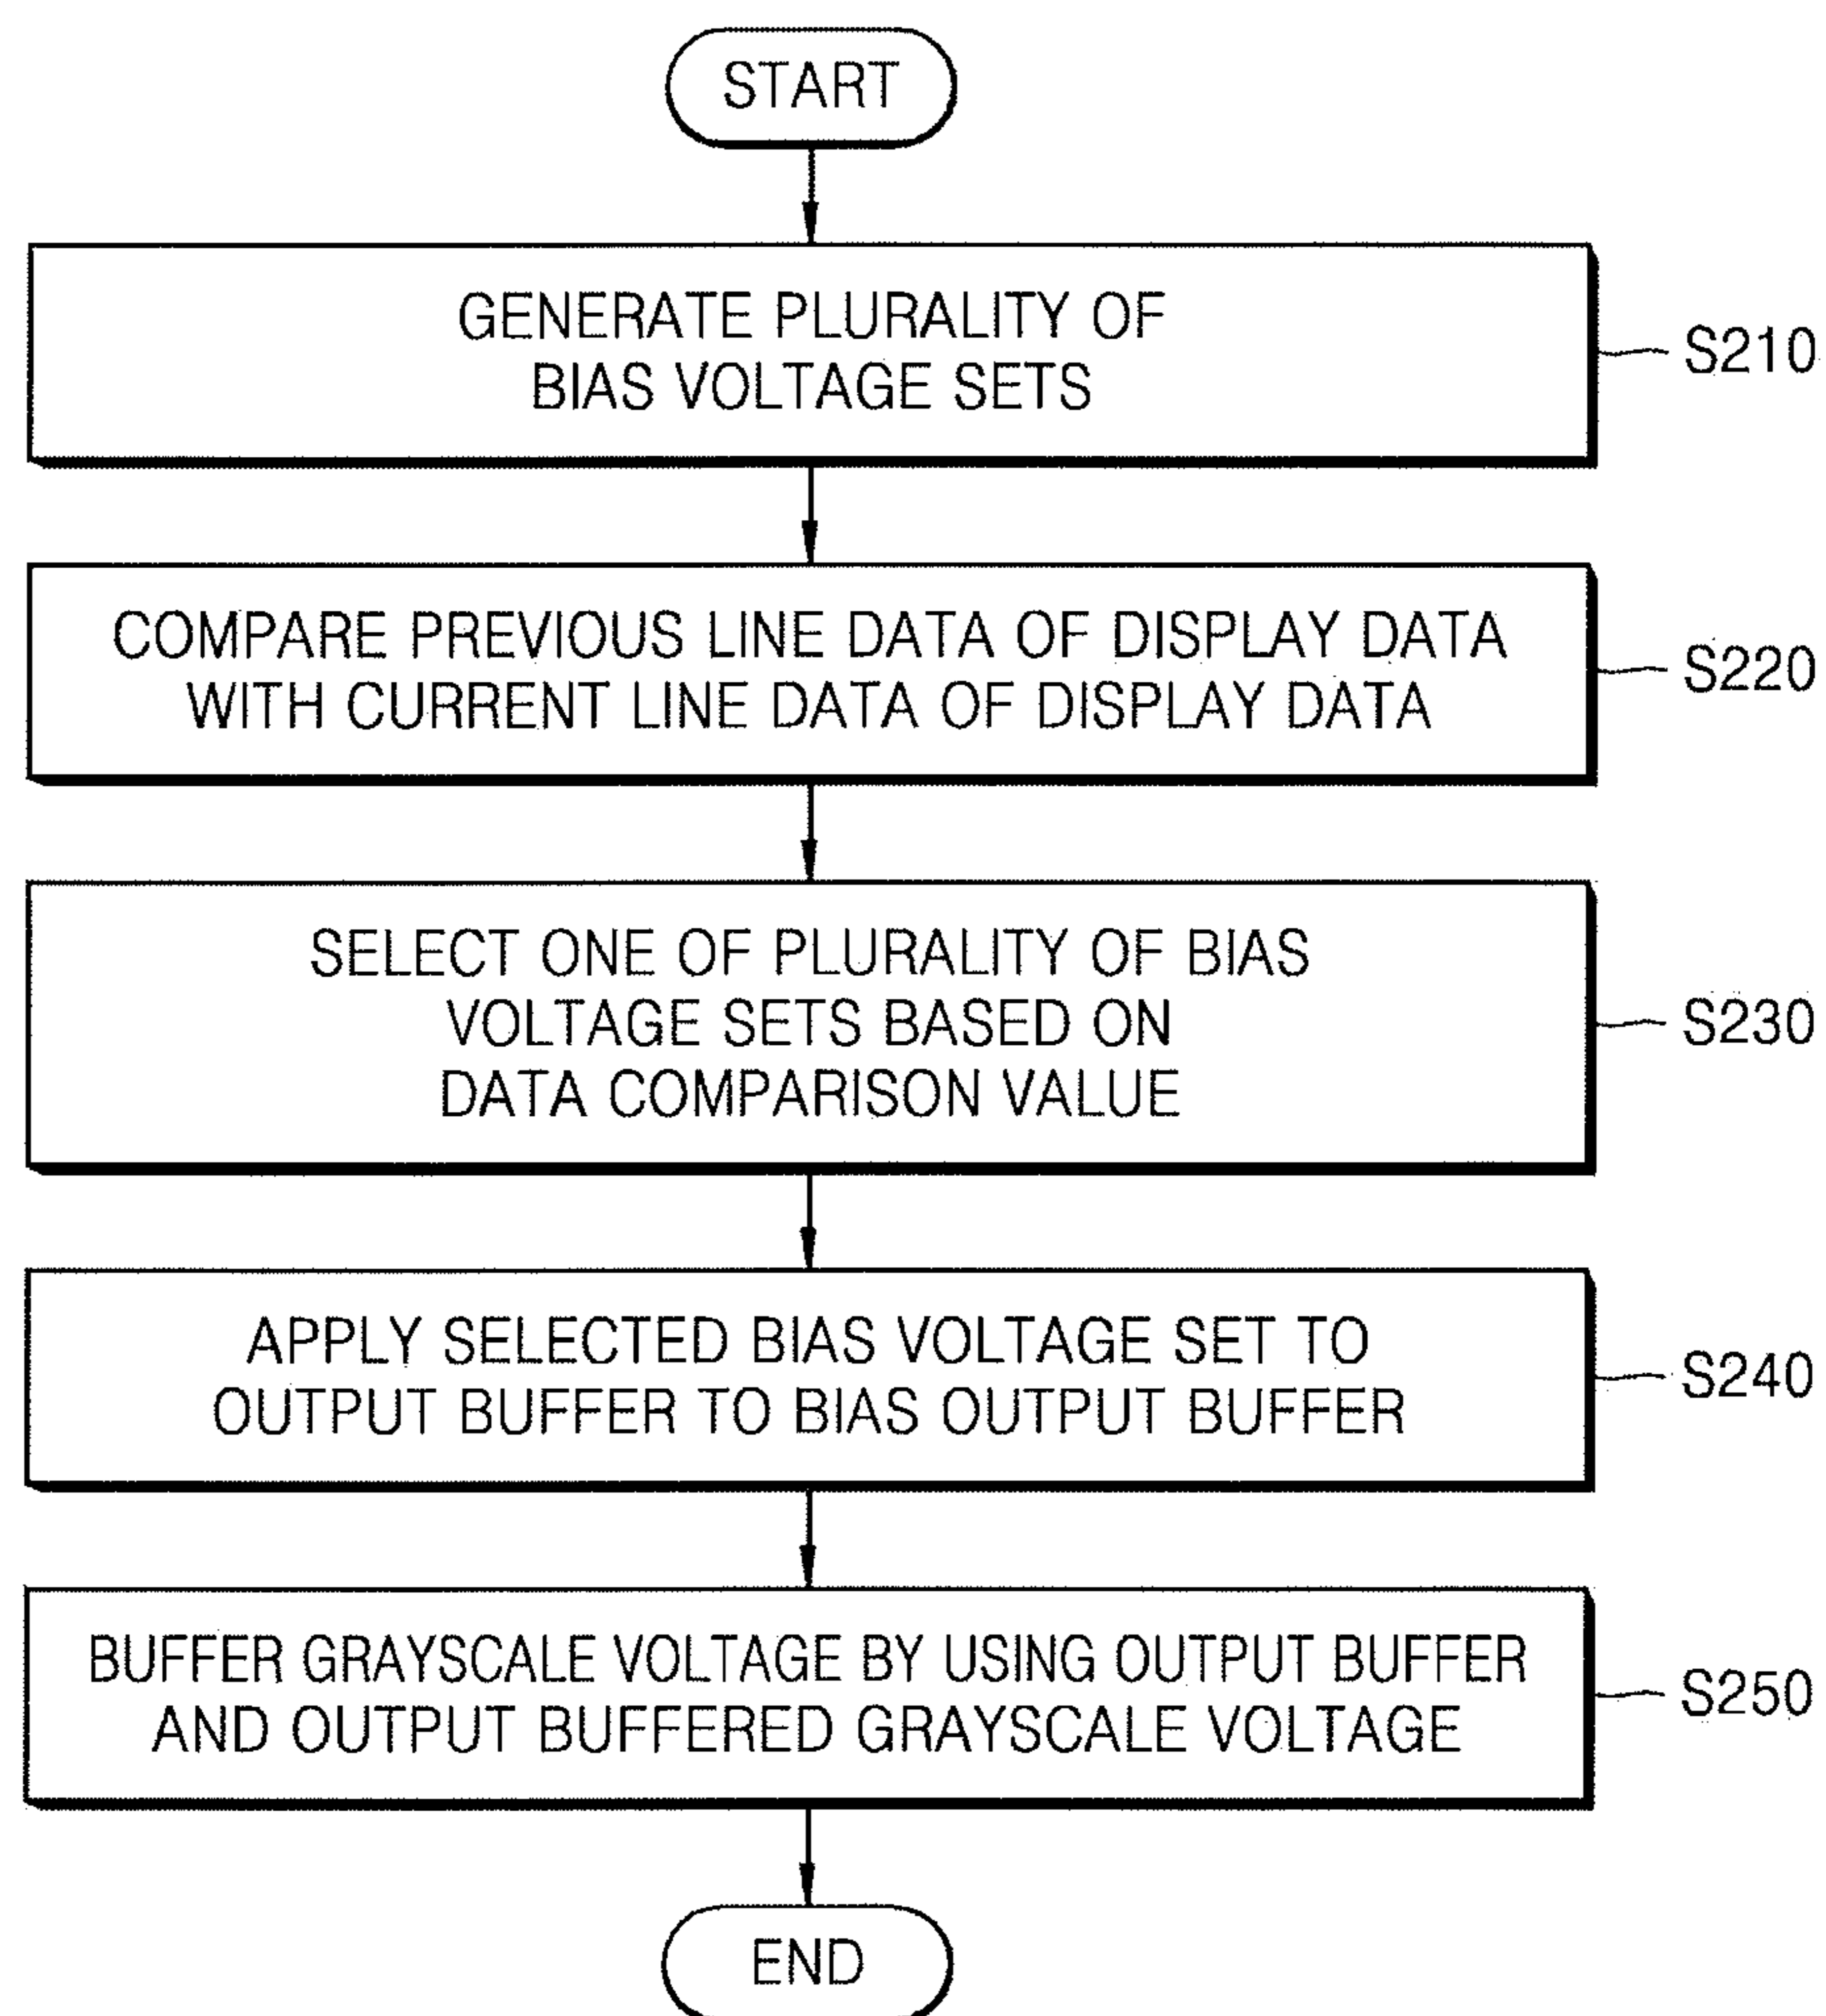 START
GENERATE PLURALITY OF
BIAS VOLTAGE SETS
S210
COMPARE PREVIOUS LINE DATA OF DISPLAY DATA
WITH CURRENT LINE DATA OF DISPLAY DATA
S220
SELECT ONE OF PLURALITY OF BIAS
VOLTAGE SETS BASED ON
DATA COMPARISON VALUE
S230
APPLY SELECTED BIAS VOLTAGE SET TO
OUTPUT BUFFER TO BIAS OUTPUT BUFFER
S240
BUFFER GRAYSCALE VOLTAGE BY USING OUTPUT BUFFER
AND OUTPUT BUFFERED GRAYSCALE VOLTAGE
S250
END